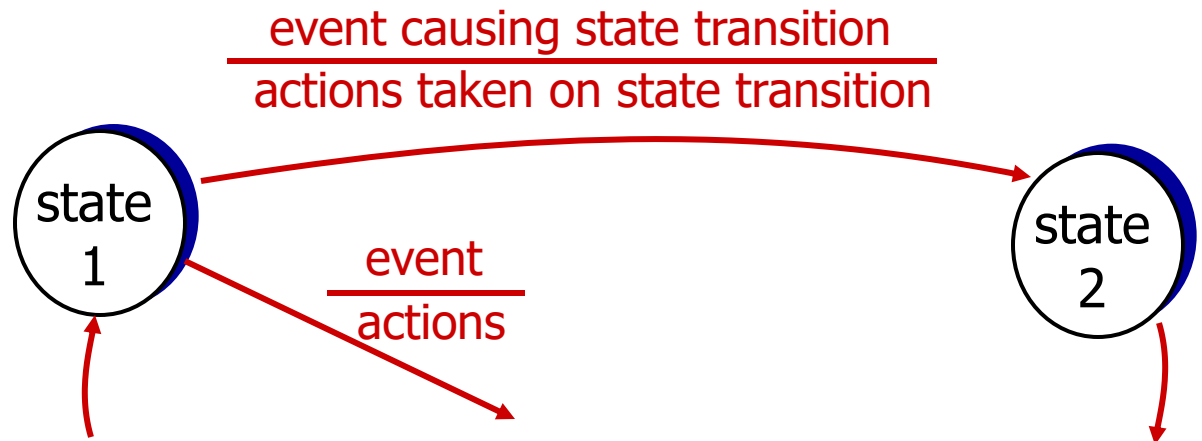 event causing state transition
actions taken on state transition
state
1
state
2
event
actions